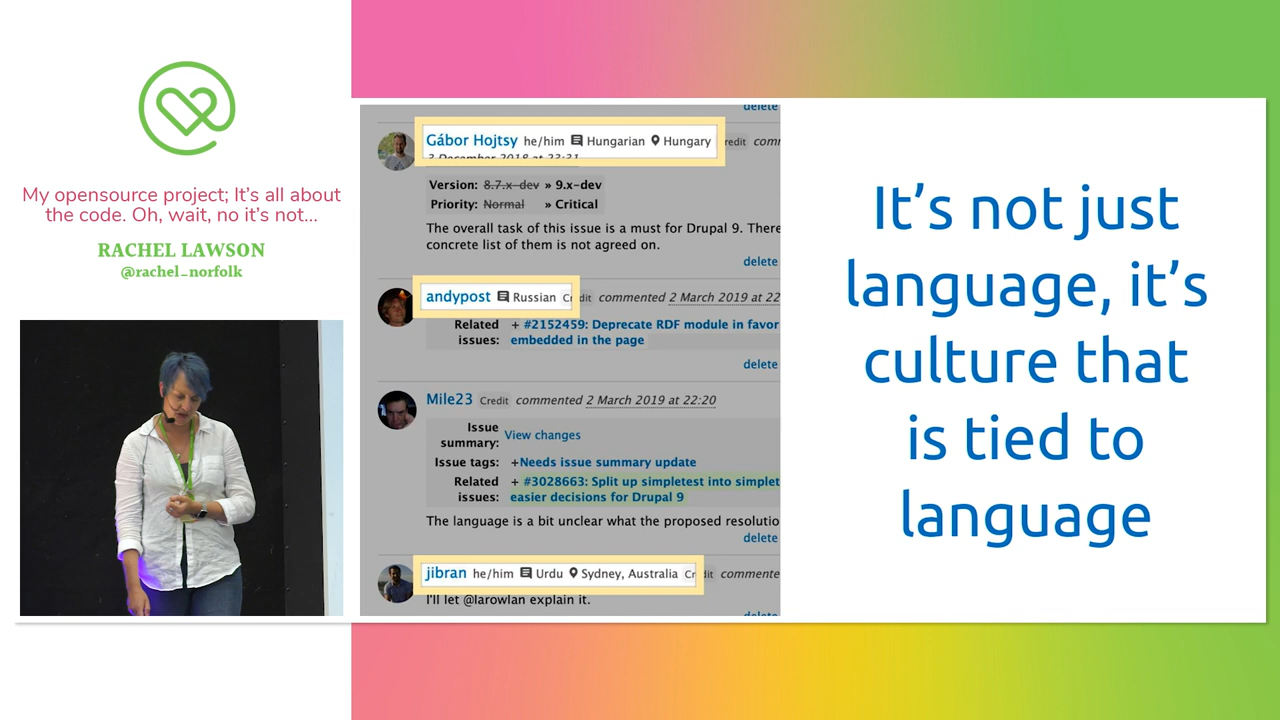 My opensource project; It's all about
the code. Oh, wait, no it's not...
RACHEL LAWSON
@rachel_norfolk
delete
Gábor Hojtsy he/him Hungarian Hungary redit comm
3 December 2018 at 23:31
Version: 8.7.x-dev » 9.x-dev
Priority: Normal » Critical
The overall task of this issue is a must for Drupal 9. There
concrete list of them is not agreed on.
delete
andypost Russian Credit commented 2 March 2019 at 22
Related issues: + #2152459: Deprecate RDF module in favor
embedded in the page
delete
Mile23 Credit commented 2 March 2019 at 22:20
Issue summary: View changes
Issue tags: +Needs issue summary update
Related issues: + #3028663: Split up simpletest into simplet
easier decisions for Drupal 9
The language is a bit unclear what the proposed resolutio
delete
jibran he/him Urdu Sydney, Australia Credit commente
I'll let @larowlan explain it.
delete
It's not just
language, it's
culture that
is tied to
language